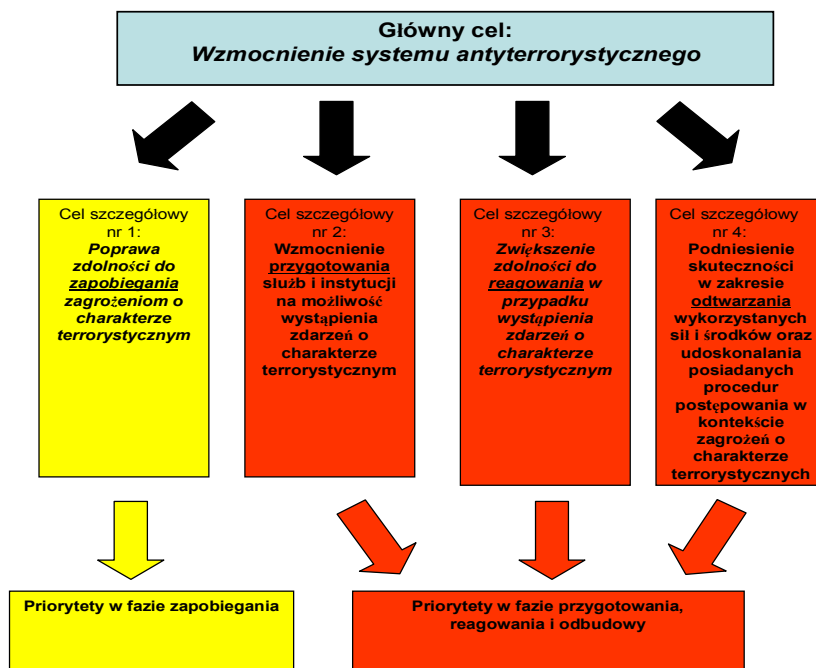 Główny cel:
Wzmocnienie systemu antyterrorystycznego
Cel szczegółowy
nr 1:
Poprawa
zdolności do
zapobiegania
zagrożeniom o
charakterze
terrorystycznym
Cel szczegółowy
nr 2:
Wzmocnienie
przygotowania
służb i instytucji
na możliwość
wystąpienia
zdarzeń o
charakterze
terrorystycznym
Cel szczegółowy
nr 3:
Zwiększenie
zdolności do
reagowania w
przypadku
wystąpienia
zdarzeń o
charakterze
terrorystycznym
Cel szczegółowy
nr 4:
Podniesienie
skuteczności
w zakresie
odtwarzania
wykorzystanych
sił i środków oraz
udoskonalania
posiadanych
procedur
postępowania w
kontekście
zagrożeń o
charakterze
terrorystycznych
Priorytety w fazie zapobiegania
Priorytety w fazie przygotowania,
reagowania i odbudowy